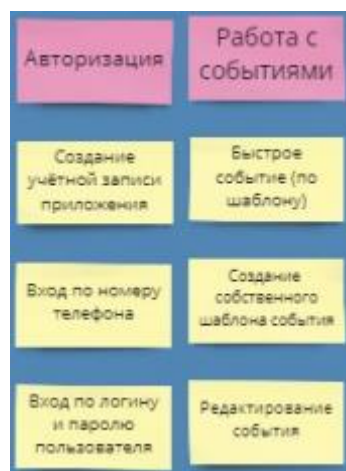 Авторизация
Работа с
событиями
Создание
учётной записи
приложения
Быстрое
событие (по
шаблону)
Вход по номеру
телефона
Создание
собственного
шаблона события
Вход по логину
и паролю
пользователя
Редактирование
события